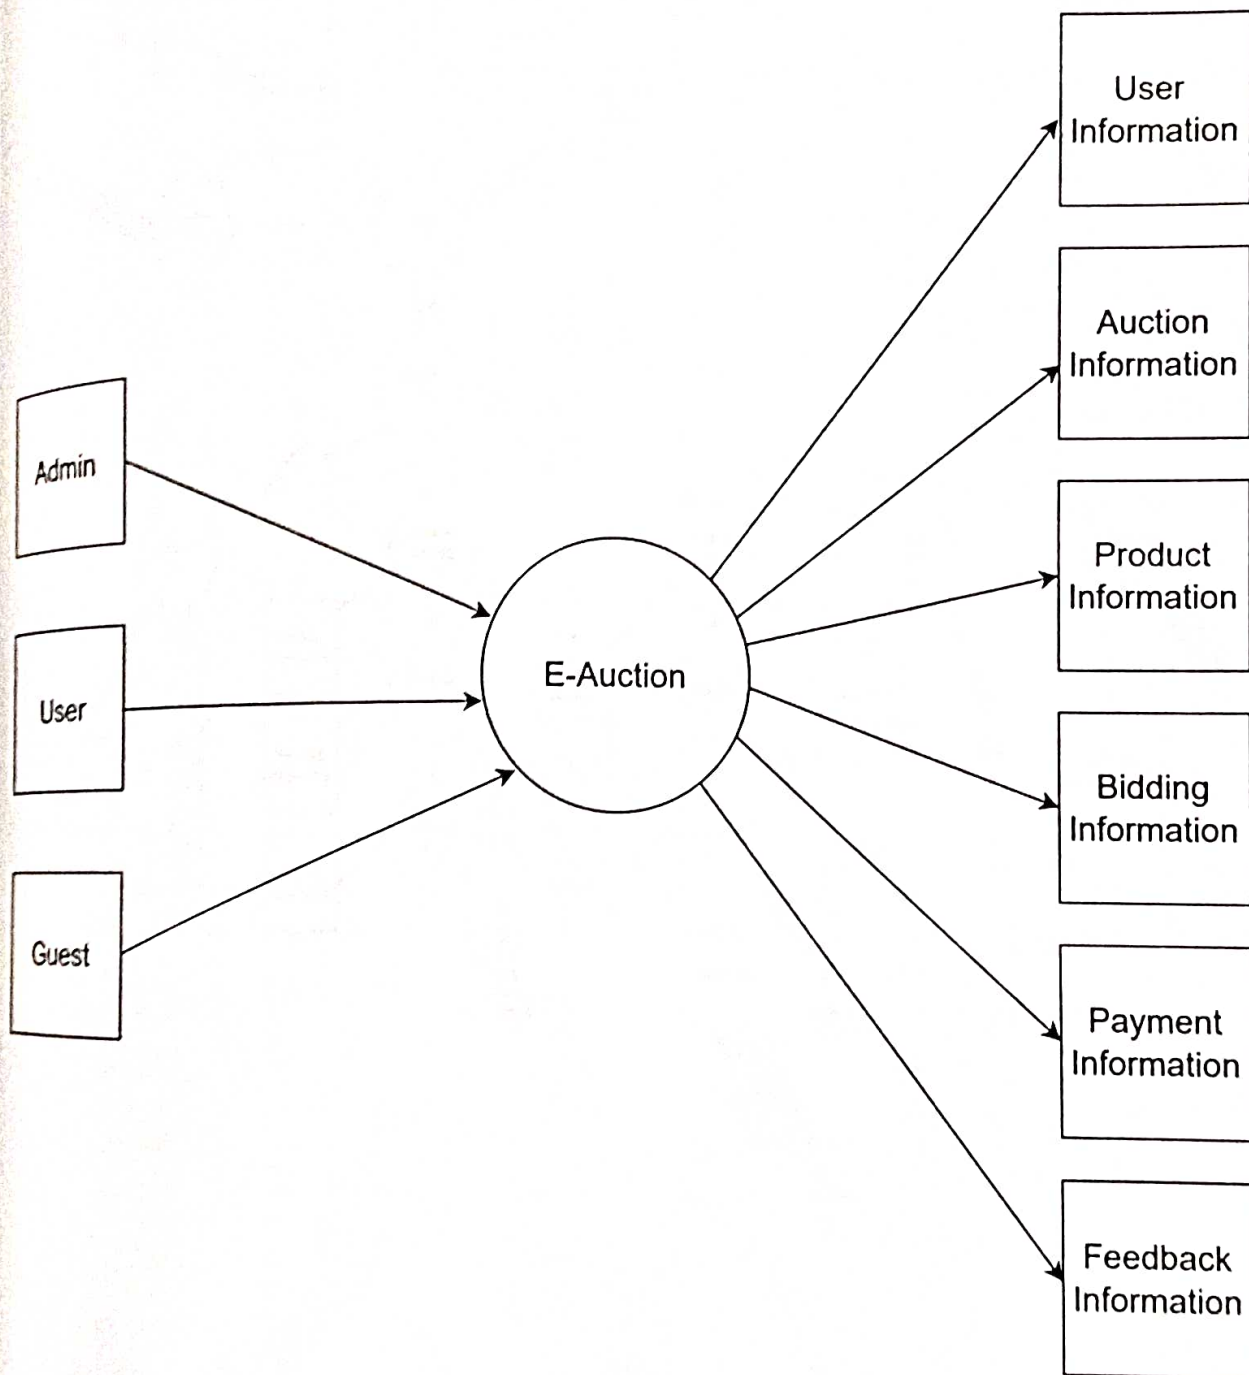 User
Information
Auction
Information
Admin
Product
Information
E-Auction
User
Bidding
Information
Guest
Payment
Information
Feedback
Information